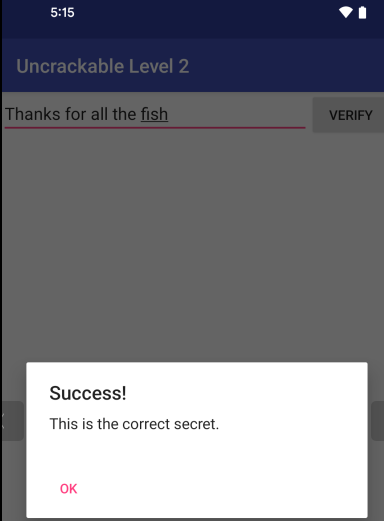 5:15
Uncrackable Level 2
Thanks for all the fish
VERIFY
Success!
This is the correct secret.
OK